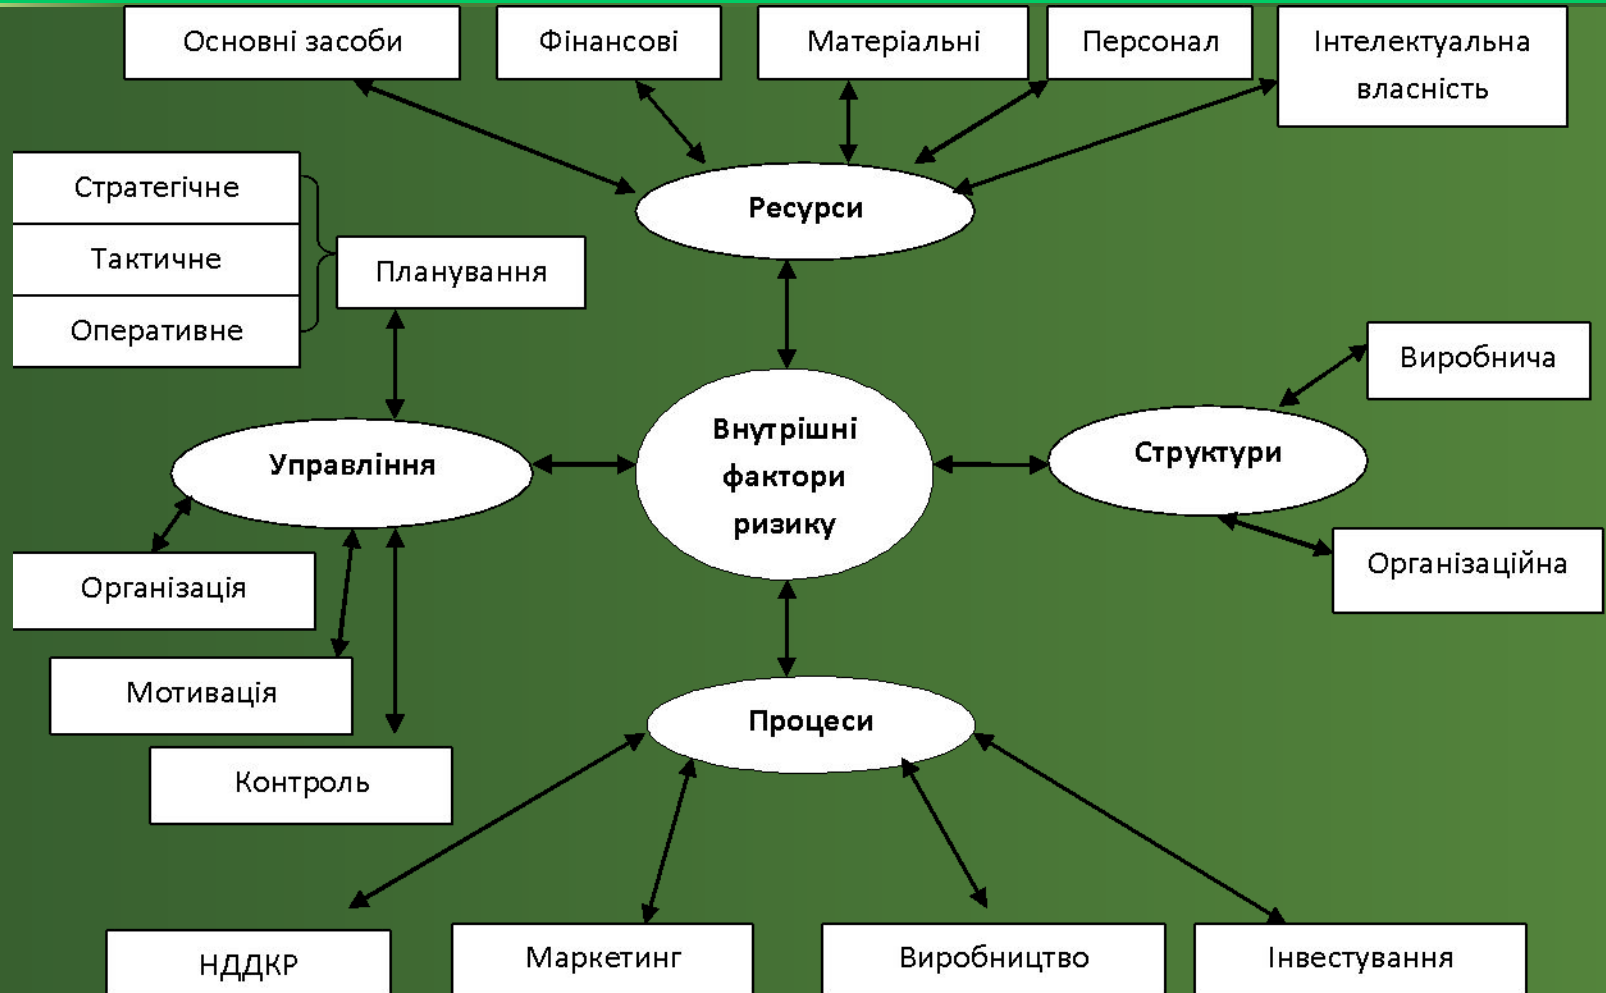 Основні засоби
Фінансові
Матеріальні
Персонал
Інтелектуальна
власність
Стратегічне
Тактичне
Оперативне
Планування
Ресурси
Виробнича
Внутрішні
фактори
ризику
Управління
Структури
Організація
Організаційна
Мотивація
Процеси
Контроль
НДДКР
Маркетинг
Виробництво
Інвестування